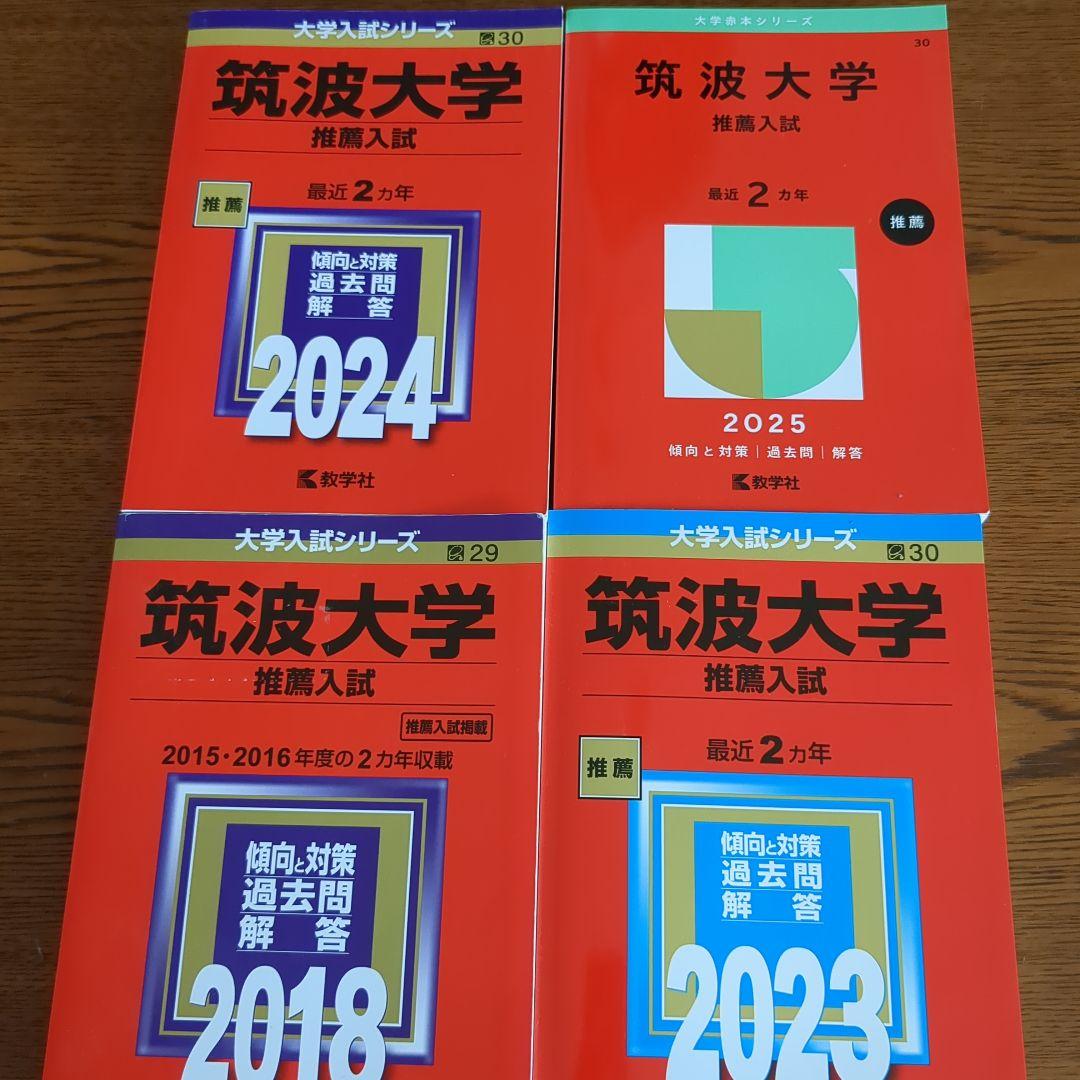 大学入試シリーズ
30
筑波大学
推薦入試
最近2カ年
推薦
傾向と対策
過去問
解答
2024
教学社
大学赤本シリーズ
30
筑波大学
推薦入試
最近2カ年
推薦
2025
傾向と対策|過去問|解答
教学社
大学入試シリーズ
29
筑波大学
推薦入試
推薦入試掲載
2015・2016年度の2カ年収載
傾向と対策
過去問
解答
2018
大学入試シリーズ
30
筑波大学
推薦入試
最近2カ年
推薦
傾向と対策
過去問
解答
2023